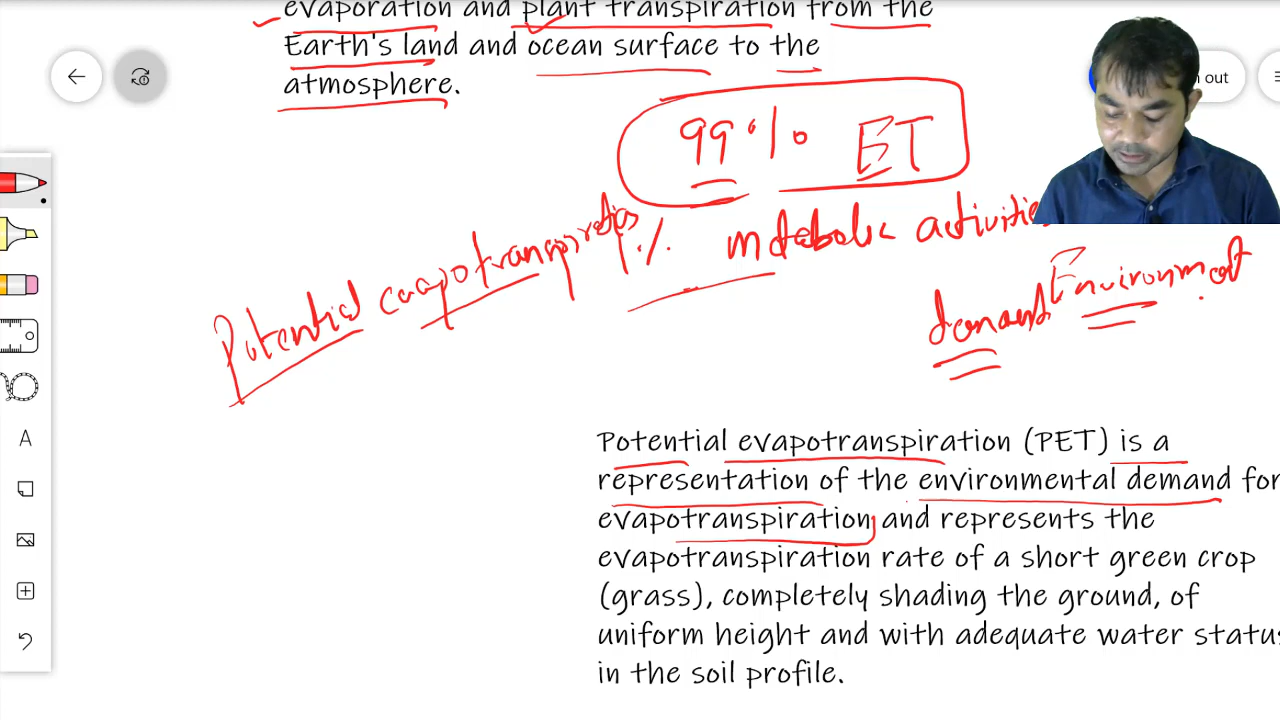 evaporation and plant transpiration from the
Earth's land and ocean surface to the
atmosphere.
n out
99% ET
1% metabolic activities
Potential evapotranspiration
Environment
demand
Potential evapotranspiration (PET) is a
representation of the environmental demand for
evapotranspiration and represents the
evapotranspiration rate of a short green crop
(grass), completely shading the ground, of
uniform height and with adequate water status
in the soil profile.
A